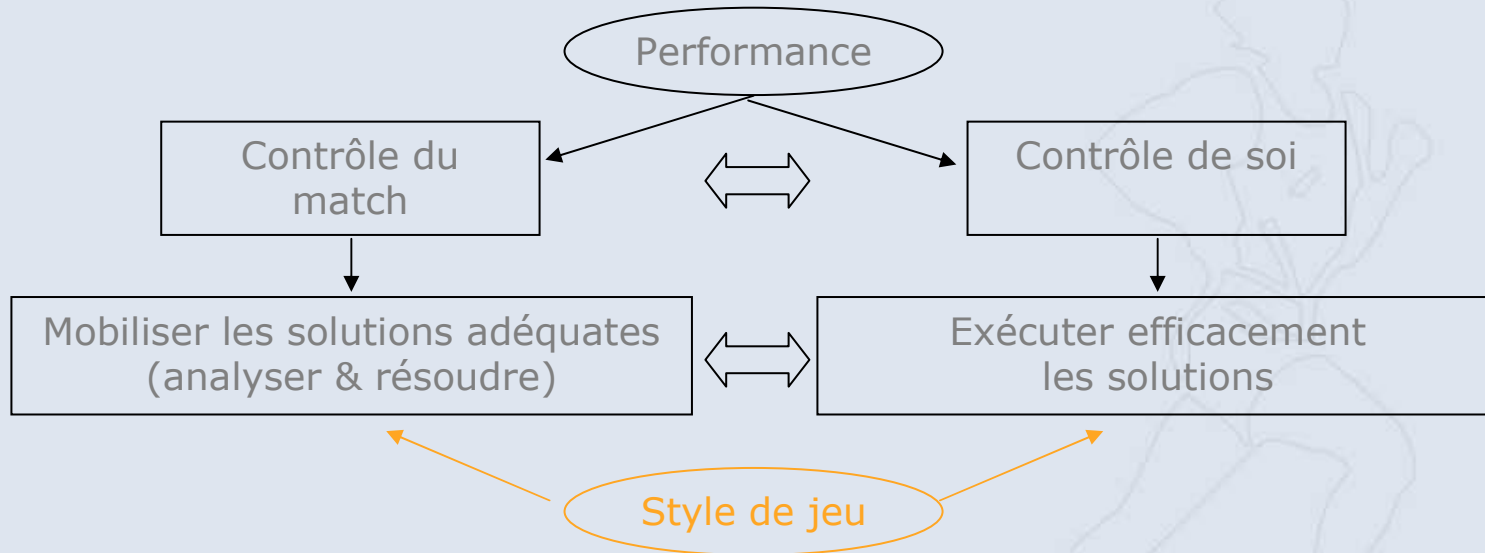 Performance
Contrôle du
match
Contrôle de soi
Mobiliser les solutions adéquates
(analyser & résoudre)
Exécuter efficacement
les solutions
Style de jeu